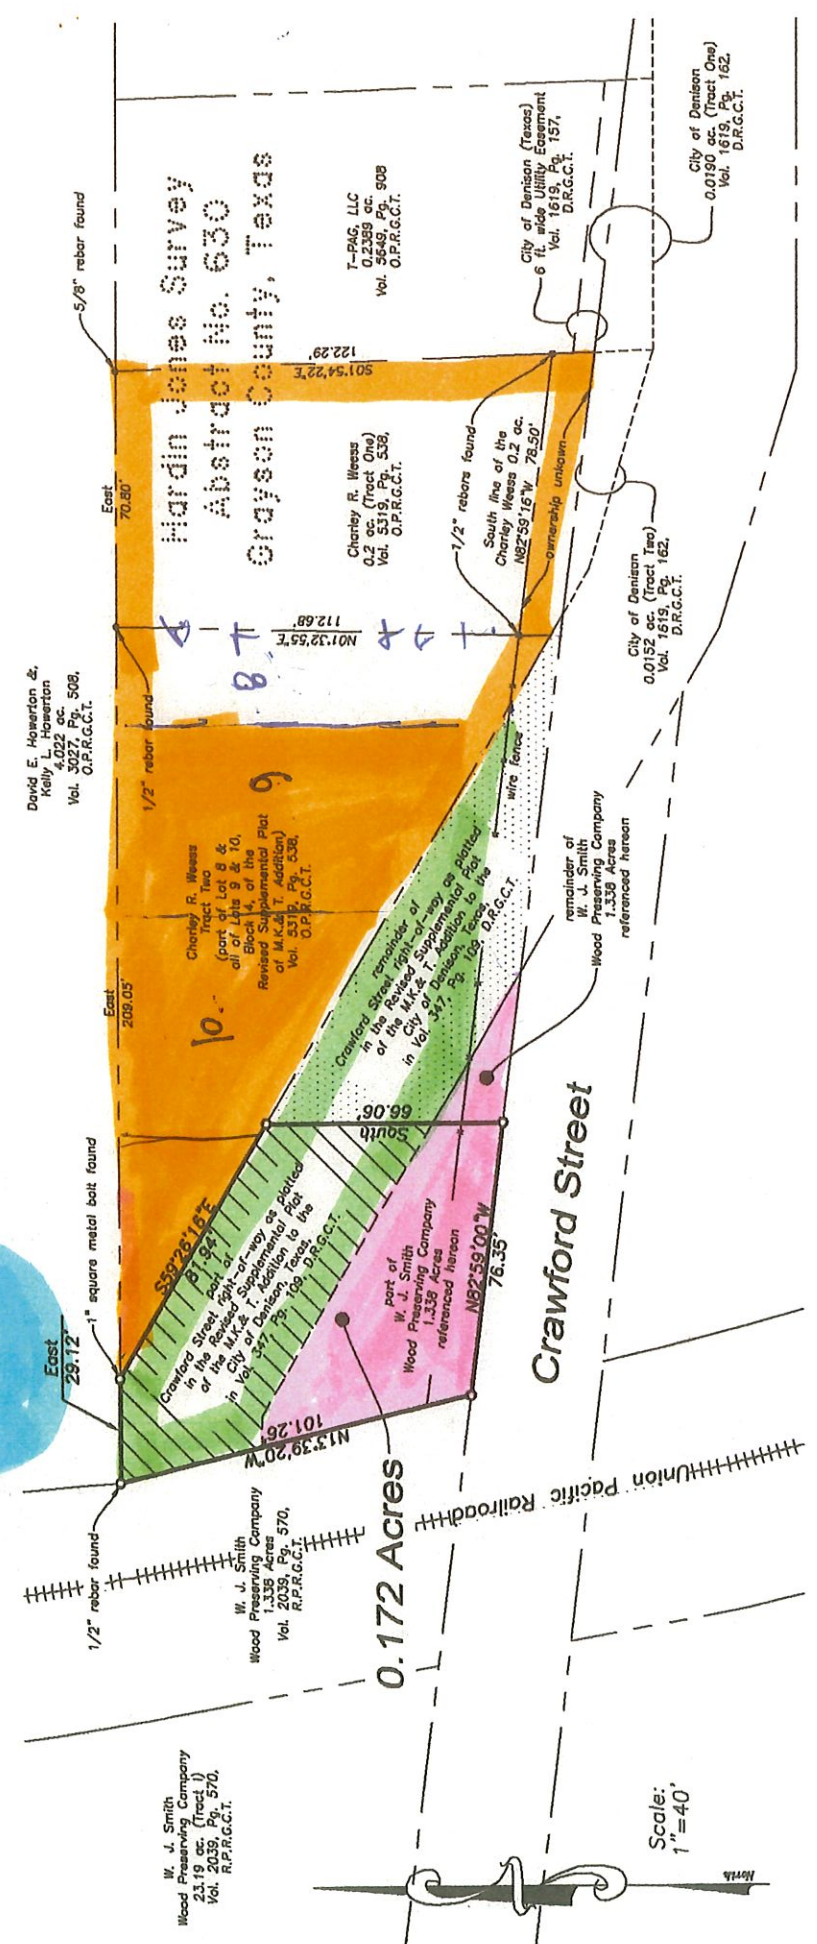 David E. Howerton &
Kelly L. Howerton
4.022 ac.
Vol. 3027, Pg. 508,
O.P.R.G.C.T.
5/8" rebar found
East
70.80'
Hardin Jones Survey
Abstract No. 630
Grayson County, Texas
T-PAG, LLC
0.2389 ac.
Vol. 5649, Pg. 908
O.P.R.G.C.T.
S01°54'22"E
122.29'
Charley R. Weess
0.2 ac. (Tract One)
Vol. 5319, Pg. 538,
O.P.R.G.C.T.
City of Denison (Texas)
6 ft. wide Utility Easement
Vol. 1619, Pg. 157,
D.R.G.C.T.
City of Denison
0.0190 ac. (Tract One)
Vol. 1619, Pg. 162,
D.R.G.C.T.
1/2" rebars found
South line of the
Charley Weess 0.2 ac.
N82°59'16"W 78.50'
ownership unkown
City of Denison
0.0152 ac. (Tract Two)
Vol. 1619, Pg. 162,
D.R.G.C.T.
N01°32'55"E
112.68'
8
1/2" rebar found
East
209.05'
Charley R. Weess
Tract Two
(part of Lot 8 &
all of Lots 9 & 10,
Block 4, of the
Revised Supplemental Plat
of M.K.& T. Addition)
Vol. 5319, Pg. 538,
O.P.R.G.C.T.
9
10
wire fence
remainder of
Crawford Street right-of-way as platted
in the Revised Supplemental Plat
of the M.K.& T. Addition to the
City of Denison, Texas,
in Vol. 347, Pg. 109, D.R.G.C.T.
remainder of
W. J. Smith
Wood Preserving Company
1.338 Acres
referenced hereon
1" square metal bolt found
East
29.12'
S59°26'16"E
81.94'
South
66.06'
part of
Crawford Street right-of-way as platted
in the Revised Supplemental Plat
of the M.K.& T. Addition to the
City of Denison, Texas,
in Vol. 347, Pg. 109, D.R.G.C.T.
part of
W. J. Smith
Wood Preserving Company
1.338 Acres
referenced hereon
N82°59'00"W
76.35'
Crawford Street
N13°39'20"W
101.26'
1/2" rebar found
W. J. Smith
Wood Preserving Company
1.338 Acres
Vol. 2039, Pg. 570,
R.P.R.G.C.T.
0.172 Acres
Union Pacific Railroad
W. J. Smith
Wood Preserving Company
23.19 ac. (Tract I)
Vol. 2039, Pg. 570,
R.P.R.G.C.T.
Scale:
1"=40'
North